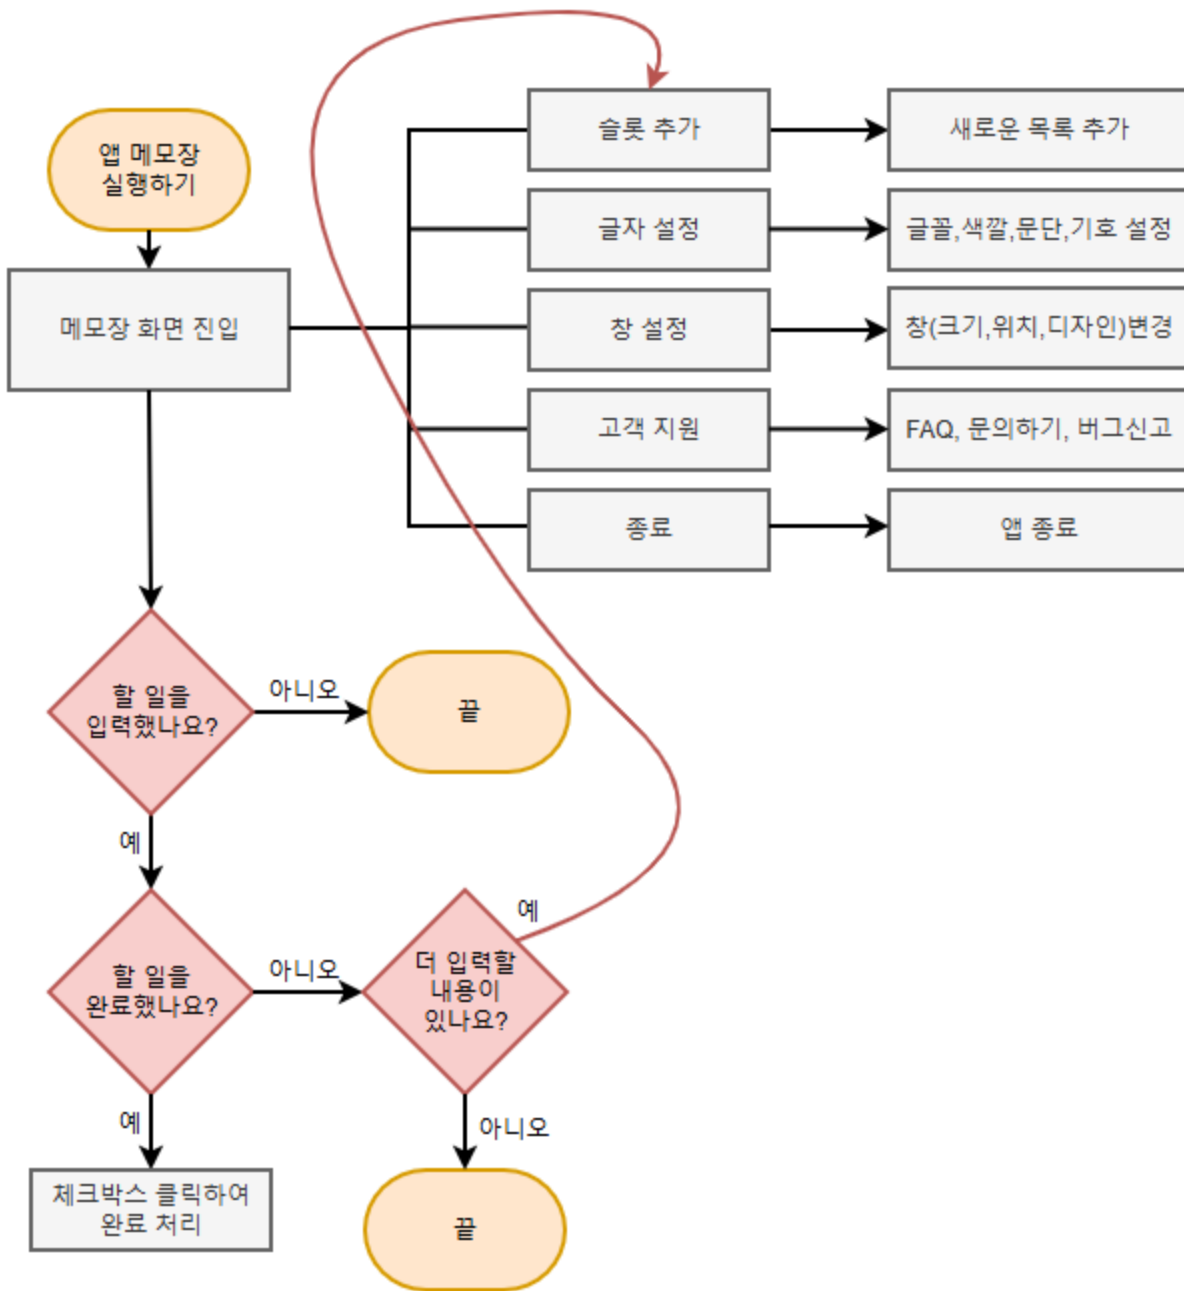 앱 메모장
실행하기
메모장 화면 진입
슬롯 추가
새로운 목록 추가
글자 설정
글꼴,색깔,문단,기호 설정
창 설정
창(크기,위치,디자인)변경
고객 지원
FAQ, 문의하기, 버그신고
종료
앱 종료
할 일을
입력했나요?
아니오
끝
예
할 일을
완료했나요?
아니오
더 입력할
내용이
있나요?
예
예
아니오
체크박스 클릭하여
완료 처리
끝